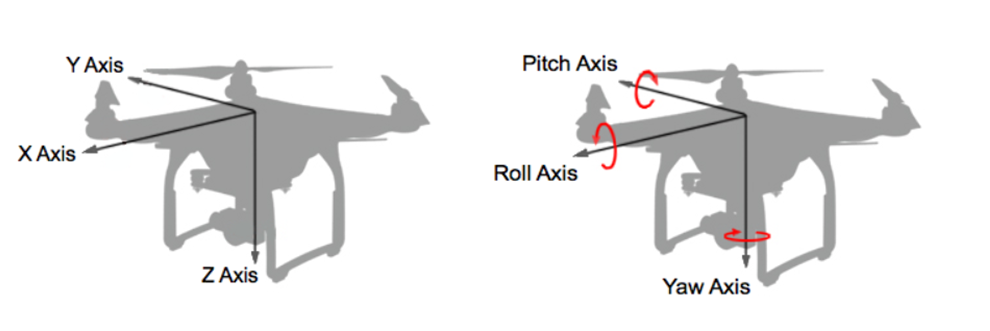 Y Axis
X Axis
Z Axis
Pitch Axis
Roll Axis
Yaw Axis